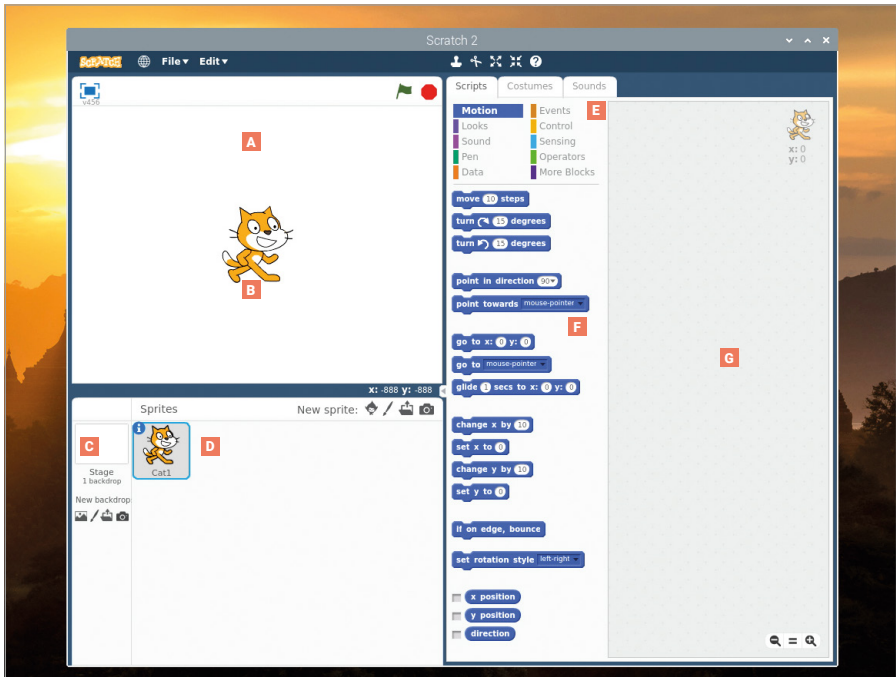 Scratch 2
SCRATCH File Edit
v456
A
B
x: -888 y: -888
Sprites New sprite:
C
D
Stage
1 backdrop
Cat1
New backdrop
Scripts Costumes Sounds
Motion Events E
Looks Control
Sound Sensing
Pen Operators
Data More Blocks
move 10 steps
turn 15 degrees
turn 15 degrees
point in direction 90
point towards mouse-pointer
F
go to x: 0 y: 0
go to mouse-pointer
glide 1 secs to x: 0 y: 0
change x by 10
set x to 0
change y by 10
set y to 0
if on edge, bounce
set rotation style left-right
x position
y position
direction
x: 0
y: 0
G